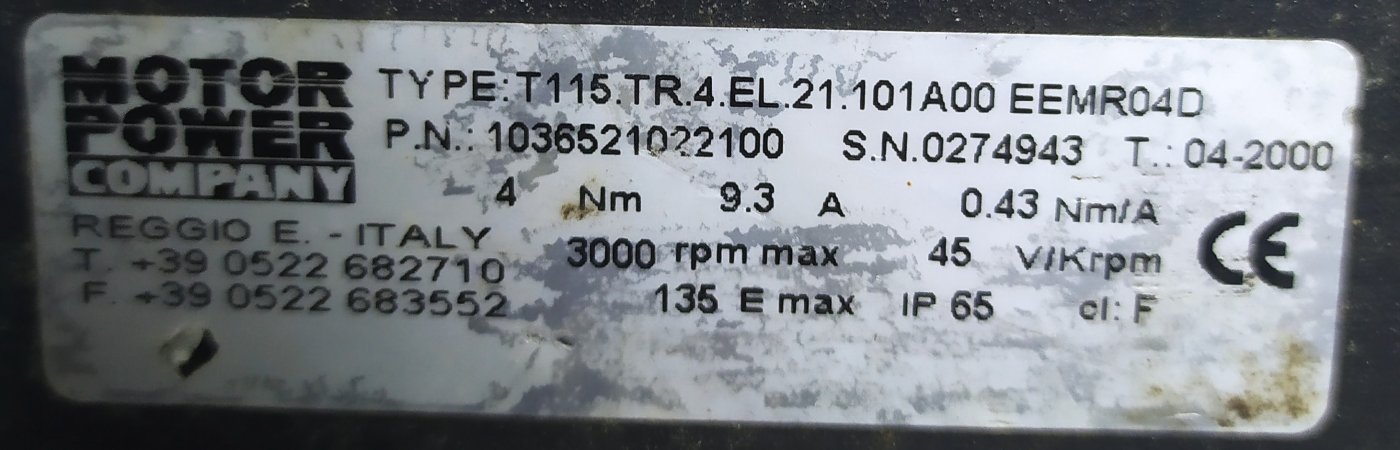 MOTOR
POWER
COMPANY
REGGIO E. - ITALY
T. +39 0522 682710
F. +39 0522 683552
TYPE: T115.TR.4.EL.21.101A00 EEMR04D
P.N.: 1036521022100 S.N.0274943 T.: 04-2000
4 Nm 9.3 A 0.43 Nm/A
3000 rpm max 45 V/Krpm
135 E max IP 65 cl: F
CE